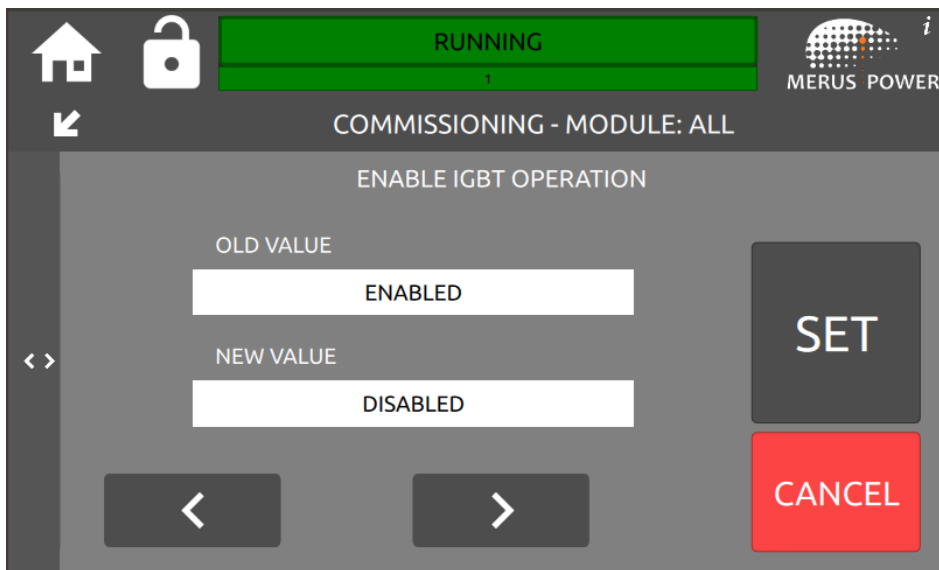 RUNNING
i
1
MERUS POWER
COMMISSIONING - MODULE: ALL
ENABLE IGBT OPERATION
OLD VALUE
ENABLED
SET
NEW VALUE
DISABLED
CANCEL